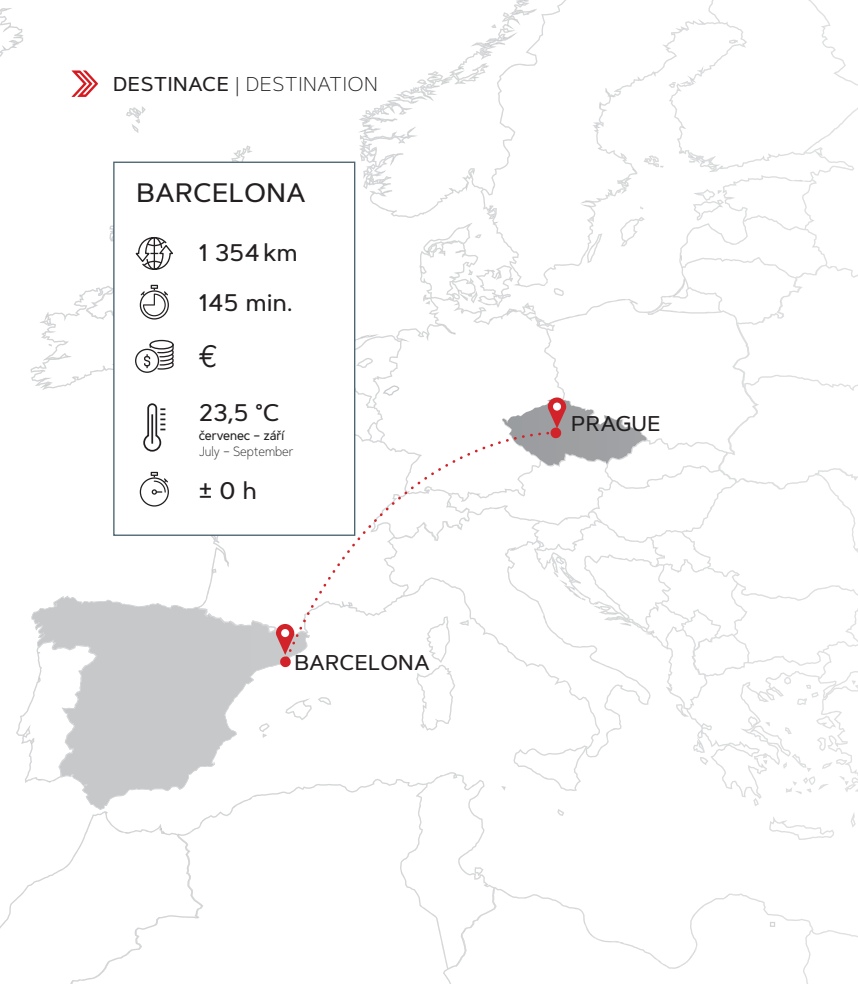 DESTINACE | DESTINATION
BARCELONA
1 354 km
145 min.
$
€
23,5 °C
červenec – září
July – September
± 0 h
PRAGUE
BARCELONA